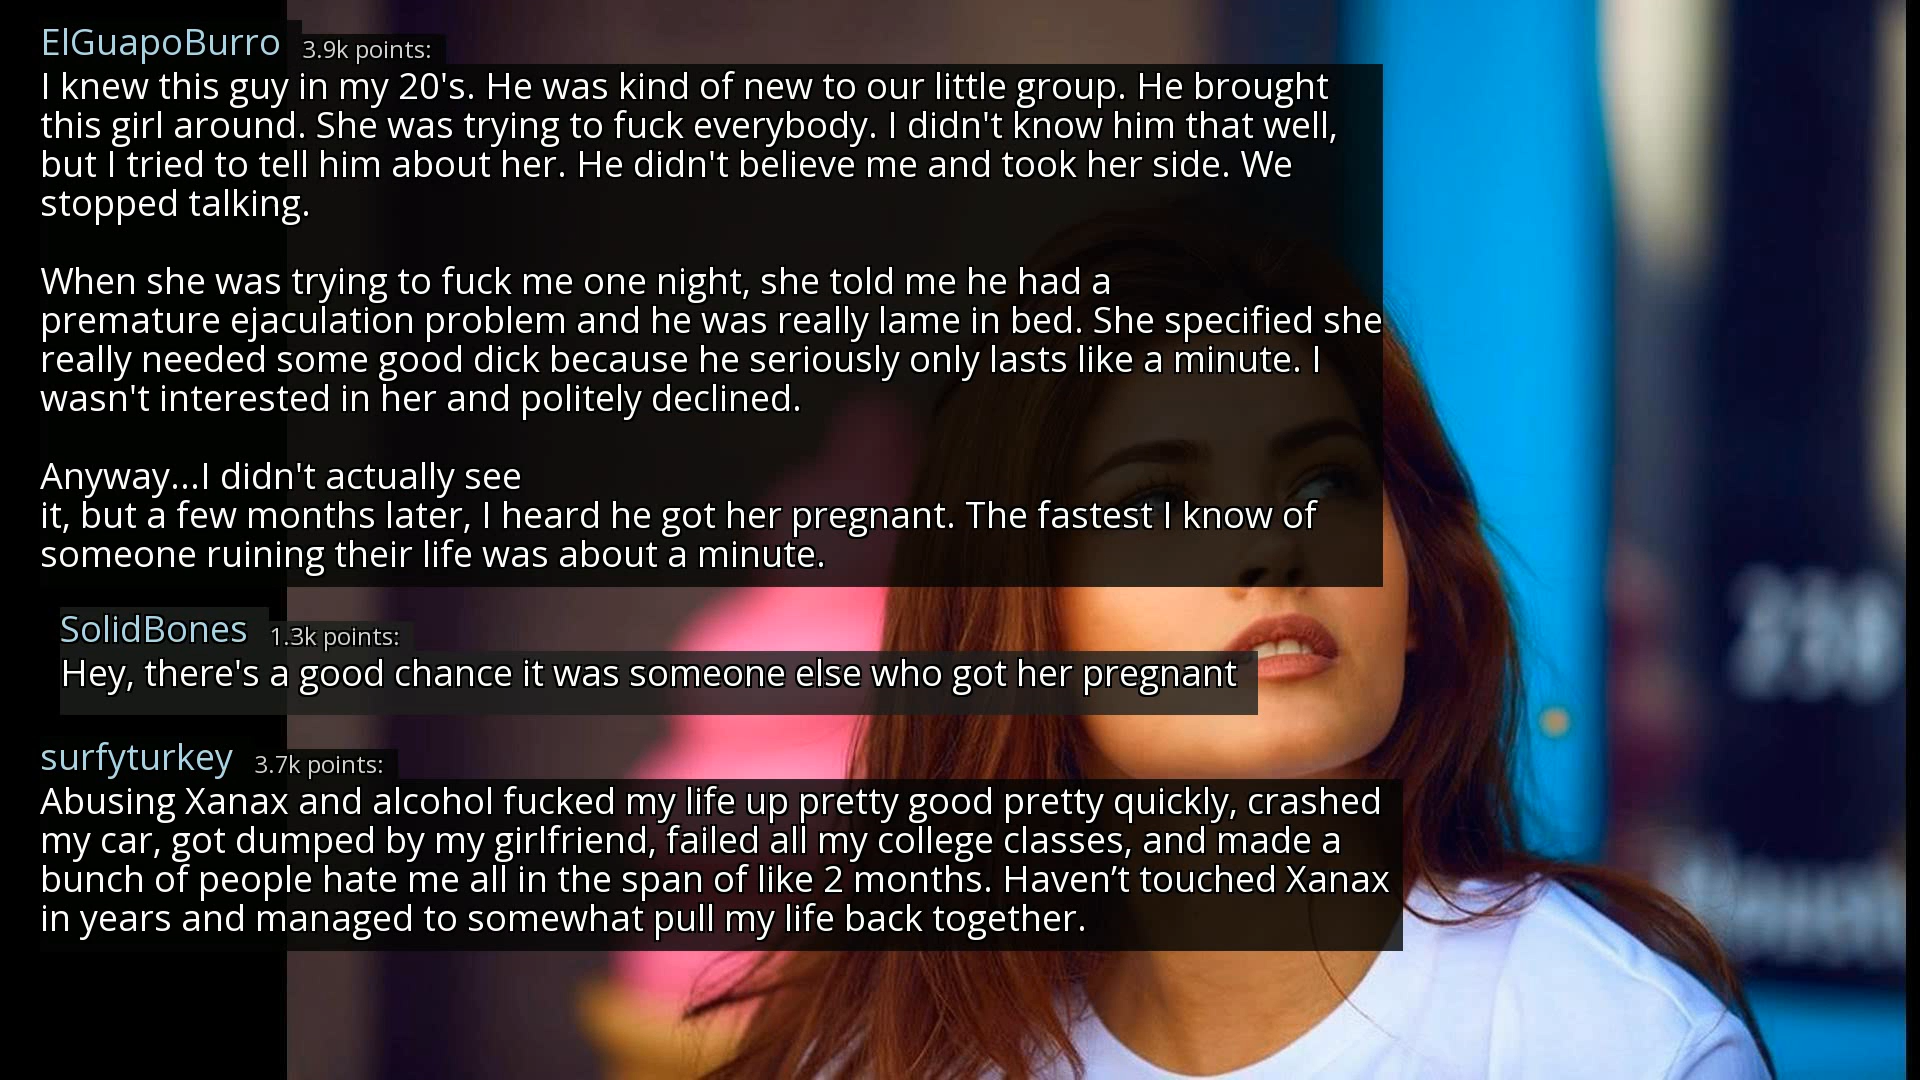 ElGuapoBurro 3.9k points:
I knew this guy in my 20's. He was kind of new to our little group. He brought
this girl around. She was trying to fuck everybody. I didn't know him that well,
but I tried to tell him about her. He didn't believe me and took her side. We
stopped talking.
When she was trying to fuck me one night, she told me he had a
premature ejaculation problem and he was really lame in bed. She specified she
really needed some good dick because he seriously only lasts like a minute. I
wasn't interested in her and politely declined.
Anyway...I didn't actually see
it, but a few months later, I heard he got her pregnant. The fastest I know of
someone ruining their life was about a minute.
SolidBones 1.3k points:
Hey, there's a good chance it was someone else who got her pregnant
surfyturkey 3.7k points:
Abusing Xanax and alcohol fucked my life up pretty good pretty quickly, crashed
my car, got dumped by my girlfriend, failed all my college classes, and made a
bunch of people hate me all in the span of like 2 months. Haven’t touched Xanax
in years and managed to somewhat pull my life back together.